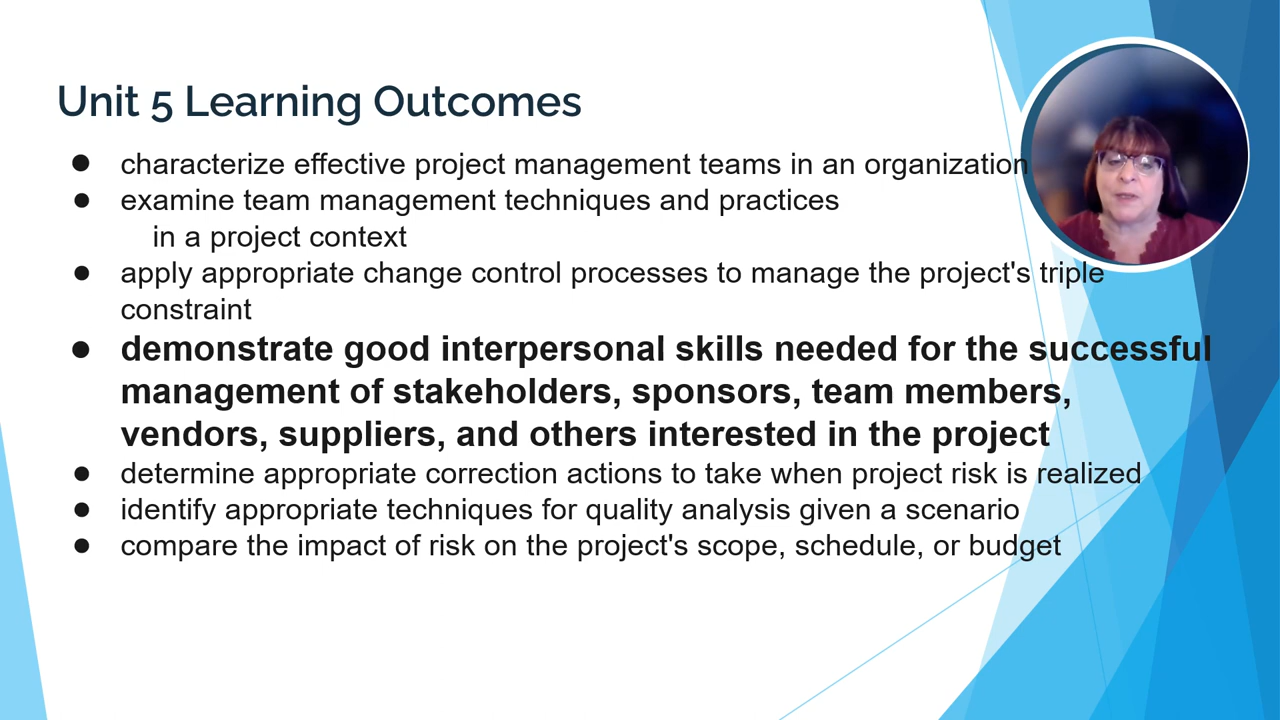 Unit 5 Learning Outcomes
● characterize effective project management teams in an organization
● examine team management techniques and practices
in a project context
● apply appropriate change control processes to manage the project's triple
constraint
● demonstrate good interpersonal skills needed for the successful
management of stakeholders, sponsors, team members,
vendors, suppliers, and others interested in the project
● determine appropriate correction actions to take when project risk is realized
● identify appropriate techniques for quality analysis given a scenario
● compare the impact of risk on the project's scope, schedule, or budget